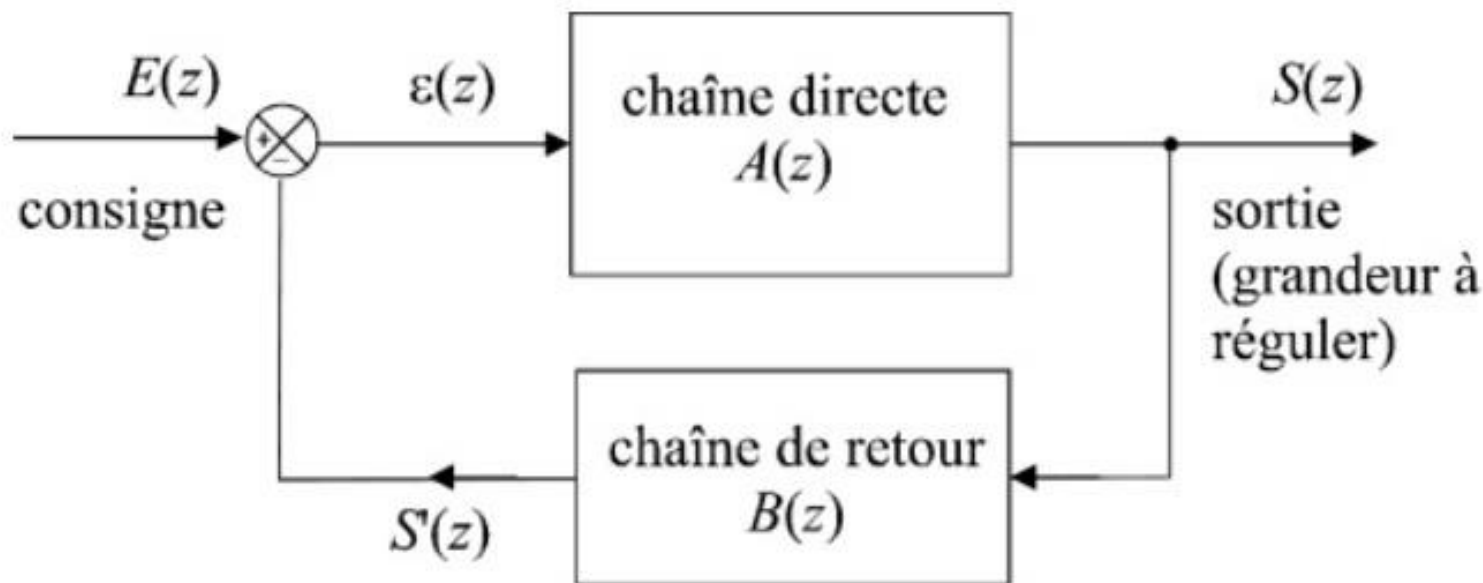 E(z)
ε(z)
chaîne directe
A(z)
S(z)
+
−
consigne
sortie
(grandeur à
réguler)
chaîne de retour
B(z)
S'(z)